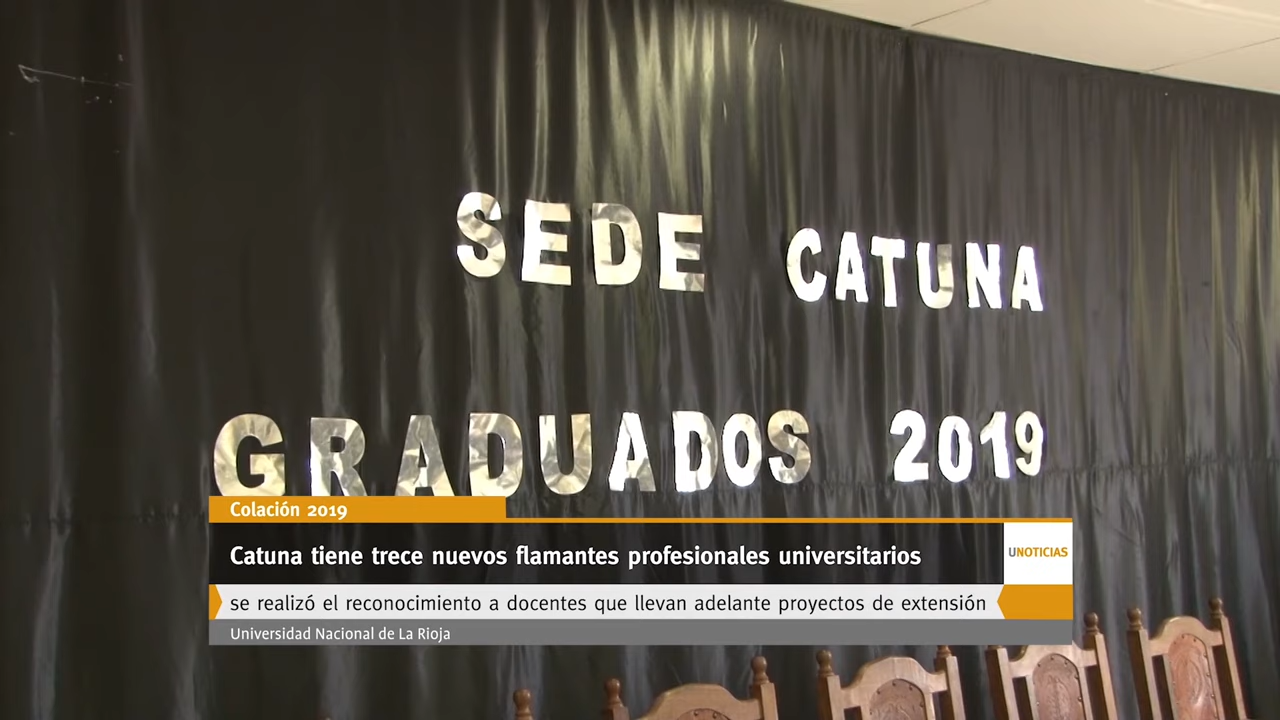 SEDE CATUNA
GRADUADOS 2019
Colación 2019
Catuna tiene trece nuevos flamantes profesionales universitarios
UNOTICIAS
se realizó el reconocimiento a docentes que llevan adelante proyectos de extensión
Universidad Nacional de La Rioja